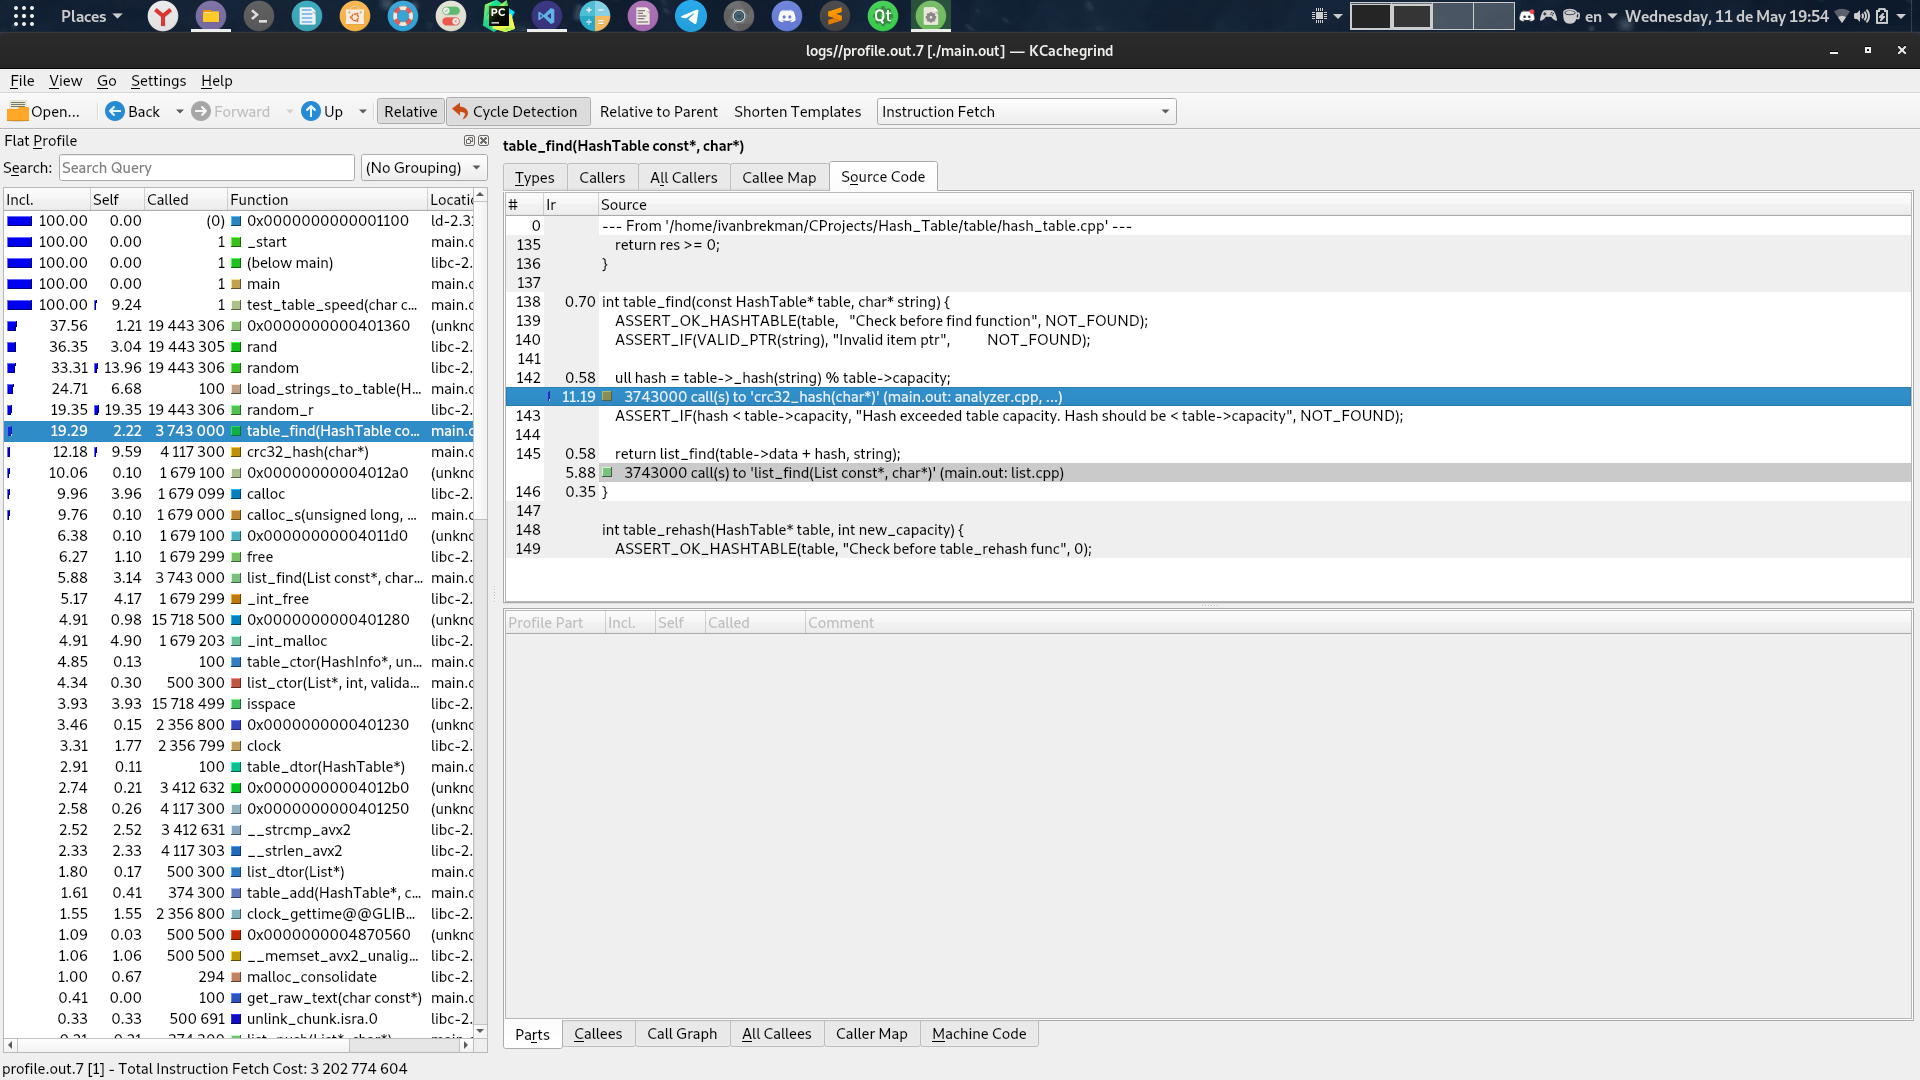 Places
PC
Qt
en
Wednesday, 11 de May 19:54
logs//profile.out.7 [./main.out] — KCachegrind
File View Go Settings Help
Open... Back Forward Up Relative Cycle Detection Relative to Parent Shorten Templates Instruction Fetch
Flat Profile
Search: Search Query (No Grouping)
Incl. Self Called Function Locatic
100.00 0.00 (0) 0x0000000000001100 ld-2.31
100.00 0.00 1 _start main.c
100.00 0.00 1 (below main) libc-2.
100.00 0.00 1 main main.c
100.00 9.24 1 test_table_speed(char c... main.c
37.56 1.21 19 443 306 0x0000000000401360 (unkno
36.35 3.04 19 443 305 rand libc-2.
33.31 13.96 19 443 306 random libc-2.
24.71 6.68 100 load_strings_to_table(H... main.c
19.35 19.35 19 443 306 random_r libc-2.
19.29 2.22 3 743 000 table_find(HashTable co... main.c
12.18 9.59 4 117 300 crc32_hash(char*) main.c
10.06 0.10 1 679 100 0x00000000004012a0 (unkno
9.96 3.96 1 679 099 calloc libc-2.
9.76 0.10 1 679 000 calloc_s(unsigned long, ... main.c
6.38 0.10 1 679 100 0x00000000004011d0 (unkno
6.27 1.10 1 679 299 free libc-2.
5.88 3.14 3 743 000 list_find(List const*, char... main.c
5.17 4.17 1 679 299 _int_free libc-2.
4.91 0.98 15 718 500 0x0000000000401280 (unkno
4.91 4.90 1 679 203 _int_malloc libc-2.
4.85 0.13 100 table_ctor(HashInfo*, un... main.c
4.34 0.30 500 300 list_ctor(List*, int, valida... main.c
3.93 3.93 15 718 499 isspace libc-2.
3.46 0.15 2 356 800 0x0000000000401230 (unkno
3.31 1.77 2 356 799 clock libc-2.
2.91 0.11 100 table_dtor(HashTable*) main.c
2.74 0.21 3 412 632 0x00000000004012b0 (unkno
2.58 0.26 4 117 300 0x0000000000401250 (unkno
2.52 2.52 3 412 631 __strcmp_avx2 libc-2.
2.33 2.33 4 117 303 __strlen_avx2 libc-2.
1.80 0.17 500 300 list_dtor(List*) main.c
1.61 0.41 374 300 table_add(HashTable*, c... main.c
1.55 1.55 2 356 800 clock_gettime@@GLIB... libc-2.
1.09 0.03 500 500 0x0000000004870560 (unkno
1.06 1.06 500 500 __memset_avx2_unalig... libc-2.
1.00 0.67 294 malloc_consolidate libc-2.
0.41 0.00 100 get_raw_text(char const*) main.c
0.33 0.33 500 691 unlink_chunk.isra.0 libc-2.
table_find(HashTable const*, char*)
Types Callers All Callers Callee Map Source Code
# Ir Source
0 --- From '/home/ivanbrekman/CProjects/Hash_Table/table/hash_table.cpp' ---
135 return res >= 0;
136 }
137
138 0.70 int table_find(const HashTable* table, char* string) {
139 ASSERT_OK_HASHTABLE(table, "Check before find function", NOT_FOUND);
140 ASSERT_IF(VALID_PTR(string), "Invalid item ptr", NOT_FOUND);
141
142 0.58 ull hash = table->_hash(string) % table->capacity;
11.19 3743000 call(s) to 'crc32_hash(char*)' (main.out: analyzer.cpp, ...)
143 ASSERT_IF(hash < table->capacity, "Hash exceeded table capacity. Hash should be < table->capacity", NOT_FOUND);
144
145 0.58 return list_find(table->data + hash, string);
5.88 3743000 call(s) to 'list_find(List const*, char*)' (main.out: list.cpp)
146 0.35 }
147
148 int table_rehash(HashTable* table, int new_capacity) {
149 ASSERT_OK_HASHTABLE(table, "Check before table_rehash func", 0);
Profile Part Incl. Self Called Comment
Parts Callees Call Graph All Callees Caller Map Machine Code
profile.out.7 [1] - Total Instruction Fetch Cost: 3 202 774 604